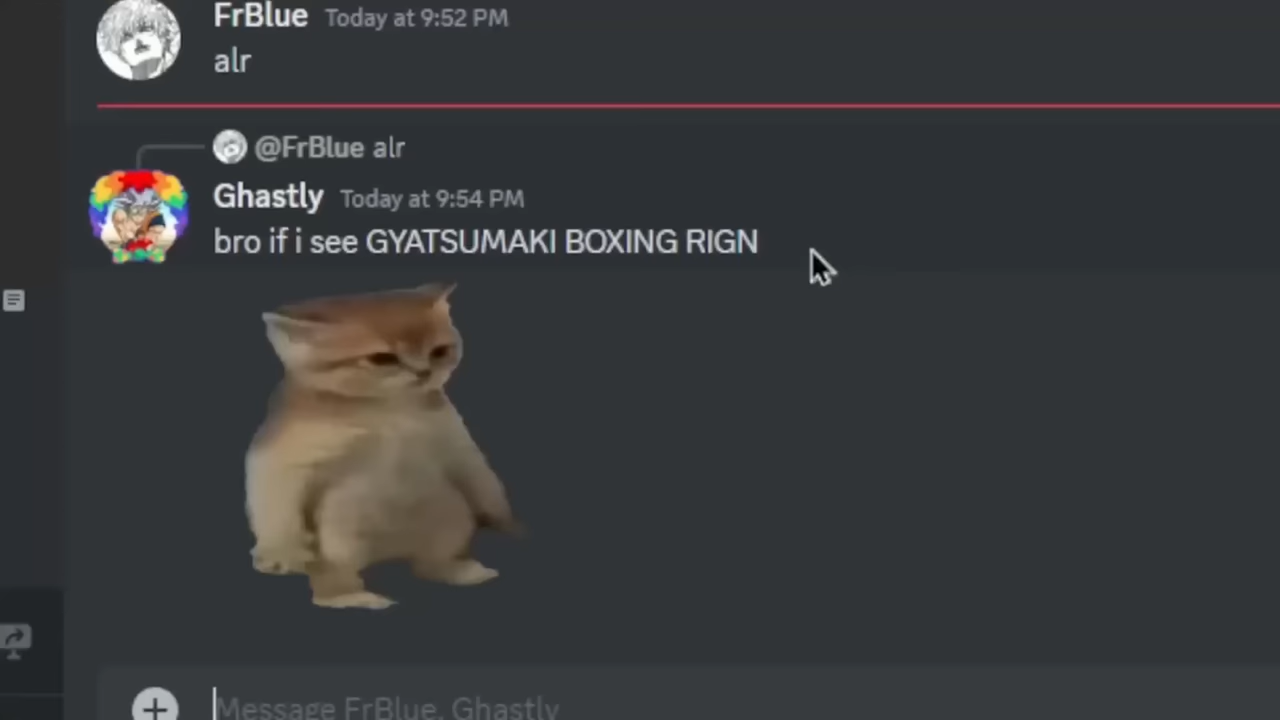 FrBlue Today at 9:52 PM
alr
@FrBlue alr
Ghastly Today at 9:54 PM
bro if i see GYATSUMAKI BOXING RIGN
Message FrBlue, Ghastly